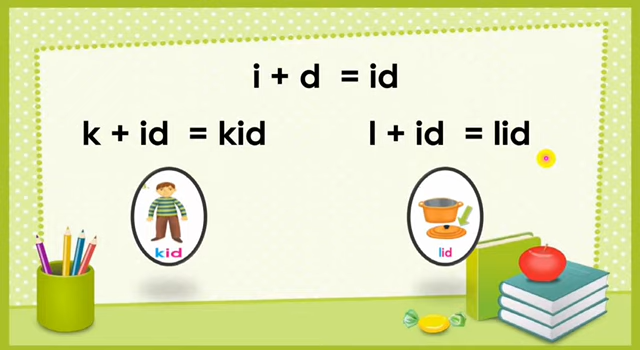 i + d = id
k + id = kid
l + id = lid
kid
lid